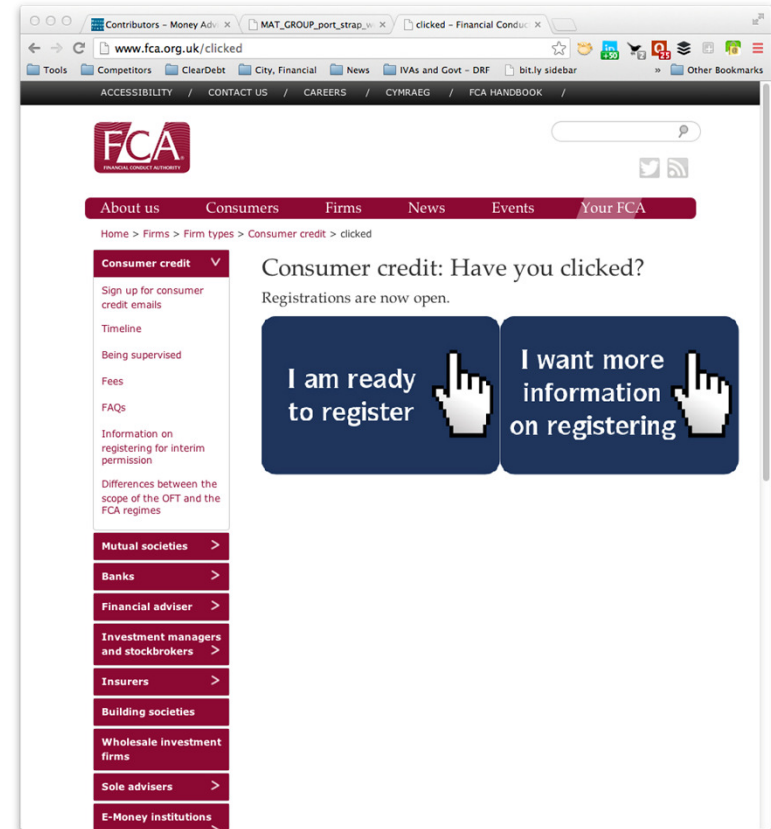 Contributors – Money Advi
MAT_GROUP_port_strap_w
clicked – Financial Conduc
www.fca.org.uk/clicked
+50
2
23
Tools
Competitors
ClearDebt
City, Financial
News
IVAs and Govt – DRF
bit.ly sidebar
»
Other Bookmarks
ACCESSIBILITY / CONTACT US / CAREERS / CYMRAEG / FCA HANDBOOK /
FCA
FINANCIAL CONDUCT AUTHORITY
About us Consumers Firms News Events Your FCA
Home > Firms > Firm types > Consumer credit > clicked
Consumer credit
Sign up for consumer
credit emails
Timeline
Being supervised
Fees
FAQs
Information on
registering for interim
permission
Differences between the
scope of the OFT and the
FCA regimes
Mutual societies >
Banks >
Financial adviser >
Investment managers
and stockbrokers >
Insurers >
Building societies
Wholesale investment
firms
Sole advisers >
E-Money institutions
Consumer credit: Have you clicked?
Registrations are now open.
I am ready
to register
I want more
information
on registering